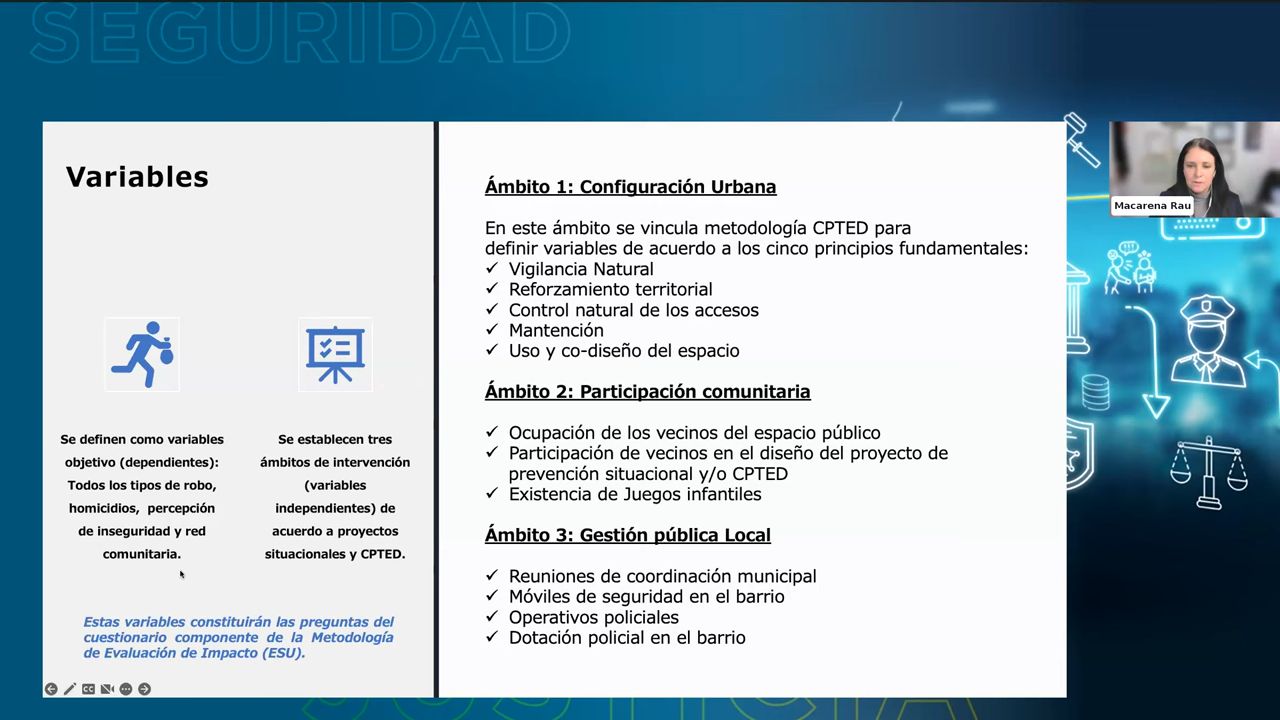 SEGURIDAD
Variables
Se definen como variables
objetivo (dependientes):
Todos los tipos de robo,
homicidios, percepción
de inseguridad y red
comunitaria.
Se establecen tres
ámbitos de intervención
(variables
independientes) de
acuerdo a proyectos
situacionales y CPTED.
Estas variables constituirán las preguntas del
cuestionario componente de la Metodología
de Evaluación de Impacto (ESU).
Ámbito 1: Configuración Urbana
En este ámbito se vincula metodología CPTED para
definir variables de acuerdo a los cinco principios fundamentales:
✓ Vigilancia Natural
✓ Reforzamiento territorial
✓ Control natural de los accesos
✓ Mantención
✓ Uso y co-diseño del espacio
Ámbito 2: Participación comunitaria
✓ Ocupación de los vecinos del espacio público
✓ Participación de vecinos en el diseño del proyecto de
prevención situacional y/o CPTED
✓ Existencia de Juegos infantiles
Ámbito 3: Gestión pública Local
✓ Reuniones de coordinación municipal
✓ Móviles de seguridad en el barrio
✓ Operativos policiales
✓ Dotación policial en el barrio
Macarena Rau
CC